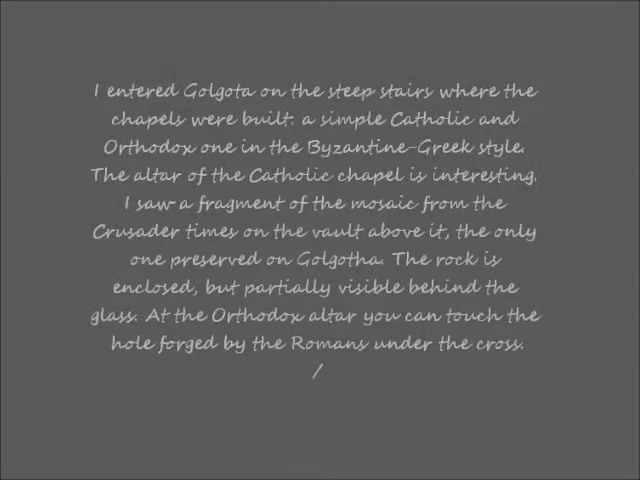 I entered Golgota on the steep stairs where the
chapels were built: a simple Catholic and
Orthodox one in the Byzantine-Greek style.
The altar of the Catholic chapel is interesting.
I saw a fragment of the mosaic from the
Crusader times on the vault above it, the only
one preserved on Golgotha. The rock is
enclosed, but partially visible behind the
glass. At the Orthodox altar you can touch the
hole forged by the Romans under the cross.
/